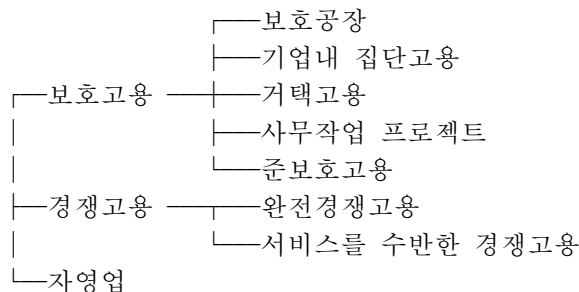 보호공장
기업내 집단고용
보호고용 거택고용
사무작업 프로젝트
준보호고용
경쟁고용 완전경쟁고용
서비스를 수반한 경쟁고용
자영업